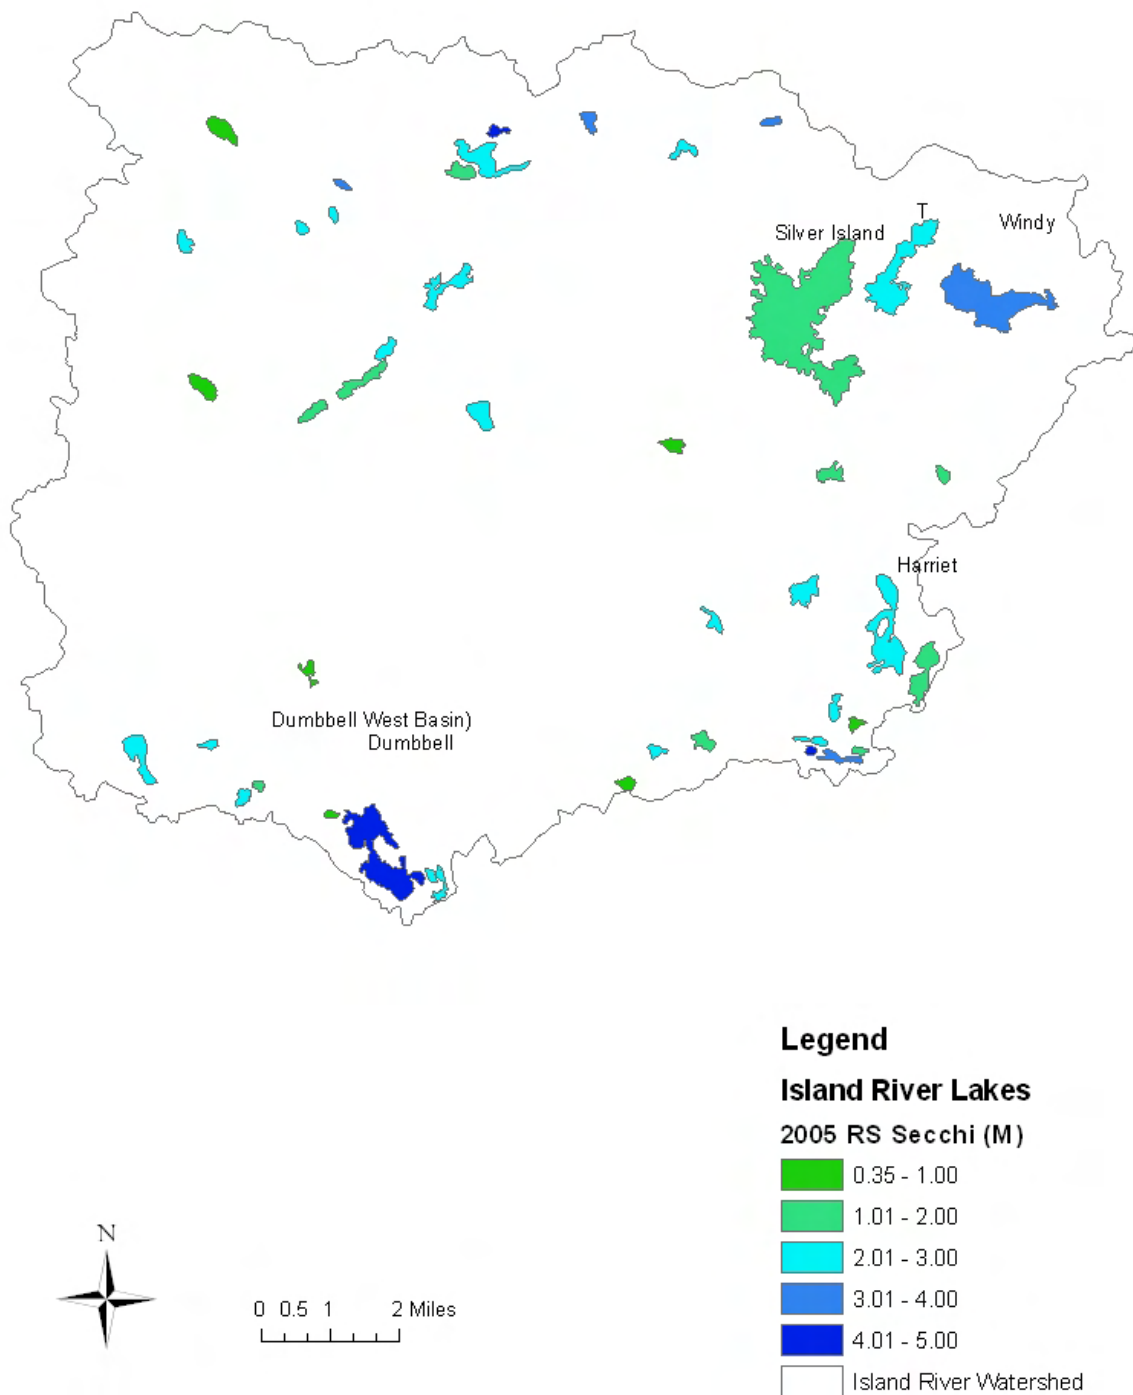 T
Windy
Silver Island
Harriet
Dumbbell West Basin)
Dumbbell
Legend
Island River Lakes
2005 RS Secchi (M)
0.35 - 1.00
1.01 - 2.00
2.01 - 3.00
3.01 - 4.00
4.01 - 5.00
Island River Watershed
N
0 0.5 1 2 Miles